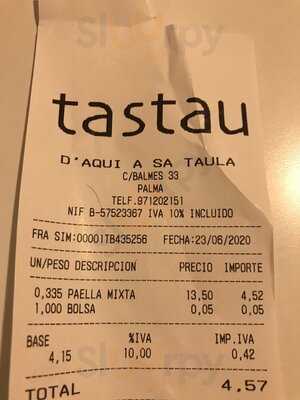 Sluurpy
tastau
D'AQUI A SA TAULA
C/BALMES 33
PALMA
TELF.971202151
NIF B-57523367 IVA 10% INCLUIDO
FRA SIM:00001TB435256 FECHA:23/06/2020
UN/PESO DESCRIPCION PRECIO IMPORTE
0,335 PAELLA MIXTA 13,50 4,52
1,000 BOLSA 0,05 0,05
BASE %IVA IMP.IVA
4,15 10,00 0,42
TOTAL 4,57
Sluurpy